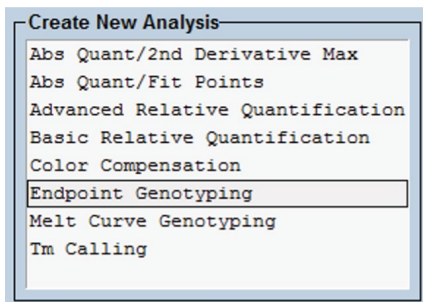 Create New Analysis
Abs Quant/2nd Derivative Max
Abs Quant/Fit Points
Advanced Relative Quantification
Basic Relative Quantification
Color Compensation
Endpoint Genotyping
Melt Curve Genotyping
Tm Calling